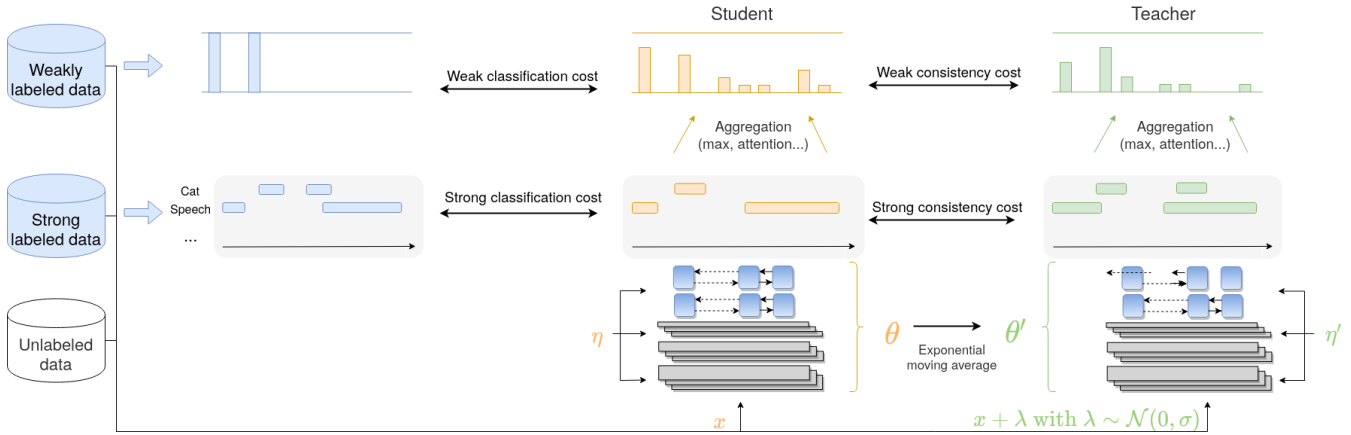 Student
Teacher
Weakly
labeled data
Weak classification cost
Weak consistency cost
Aggregation
(max, attention...)
Aggregation
(max, attention...)
Strong
labeled data
Cat
Speech
...
Strong classification cost
Strong consistency cost
Unlabeled
data
η
θ
Exponential
moving average
θ′
η′
x
x + λ with λ ∼ 𝒩(0, σ)